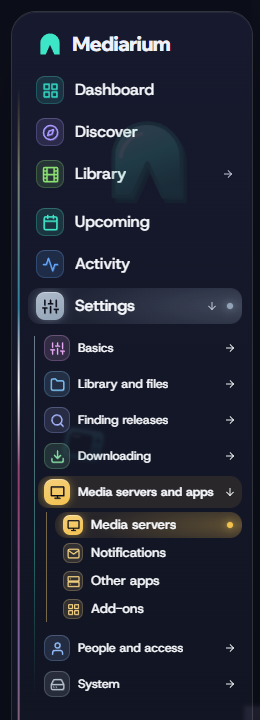 Mediarium
Dashboard
Discover
Library
Upcoming
Activity
Settings
Basics
Library and files
Finding releases
Downloading
Media servers and apps
Media servers
Notifications
Other apps
Add-ons
People and access
System